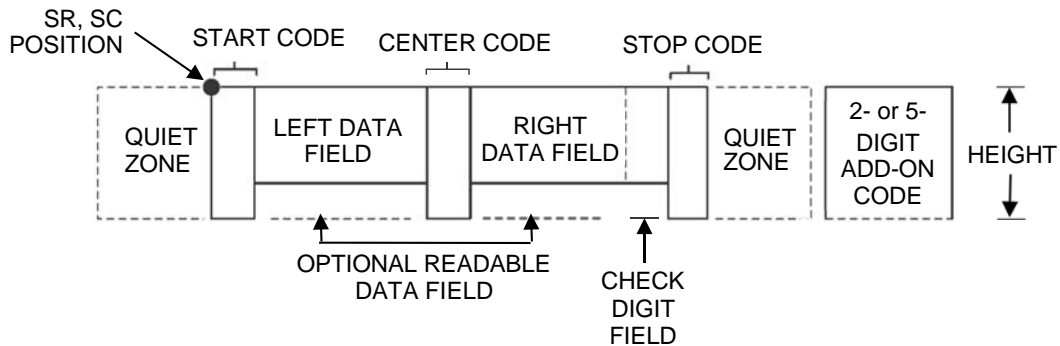 SR, SC
POSITION
START CODE
CENTER CODE
STOP CODE
QUIET
ZONE
LEFT DATA
FIELD
RIGHT
DATA FIELD
QUIET
ZONE
2- or 5-
DIGIT
ADD-ON
CODE
HEIGHT
OPTIONAL READABLE
DATA FIELD
CHECK
DIGIT
FIELD